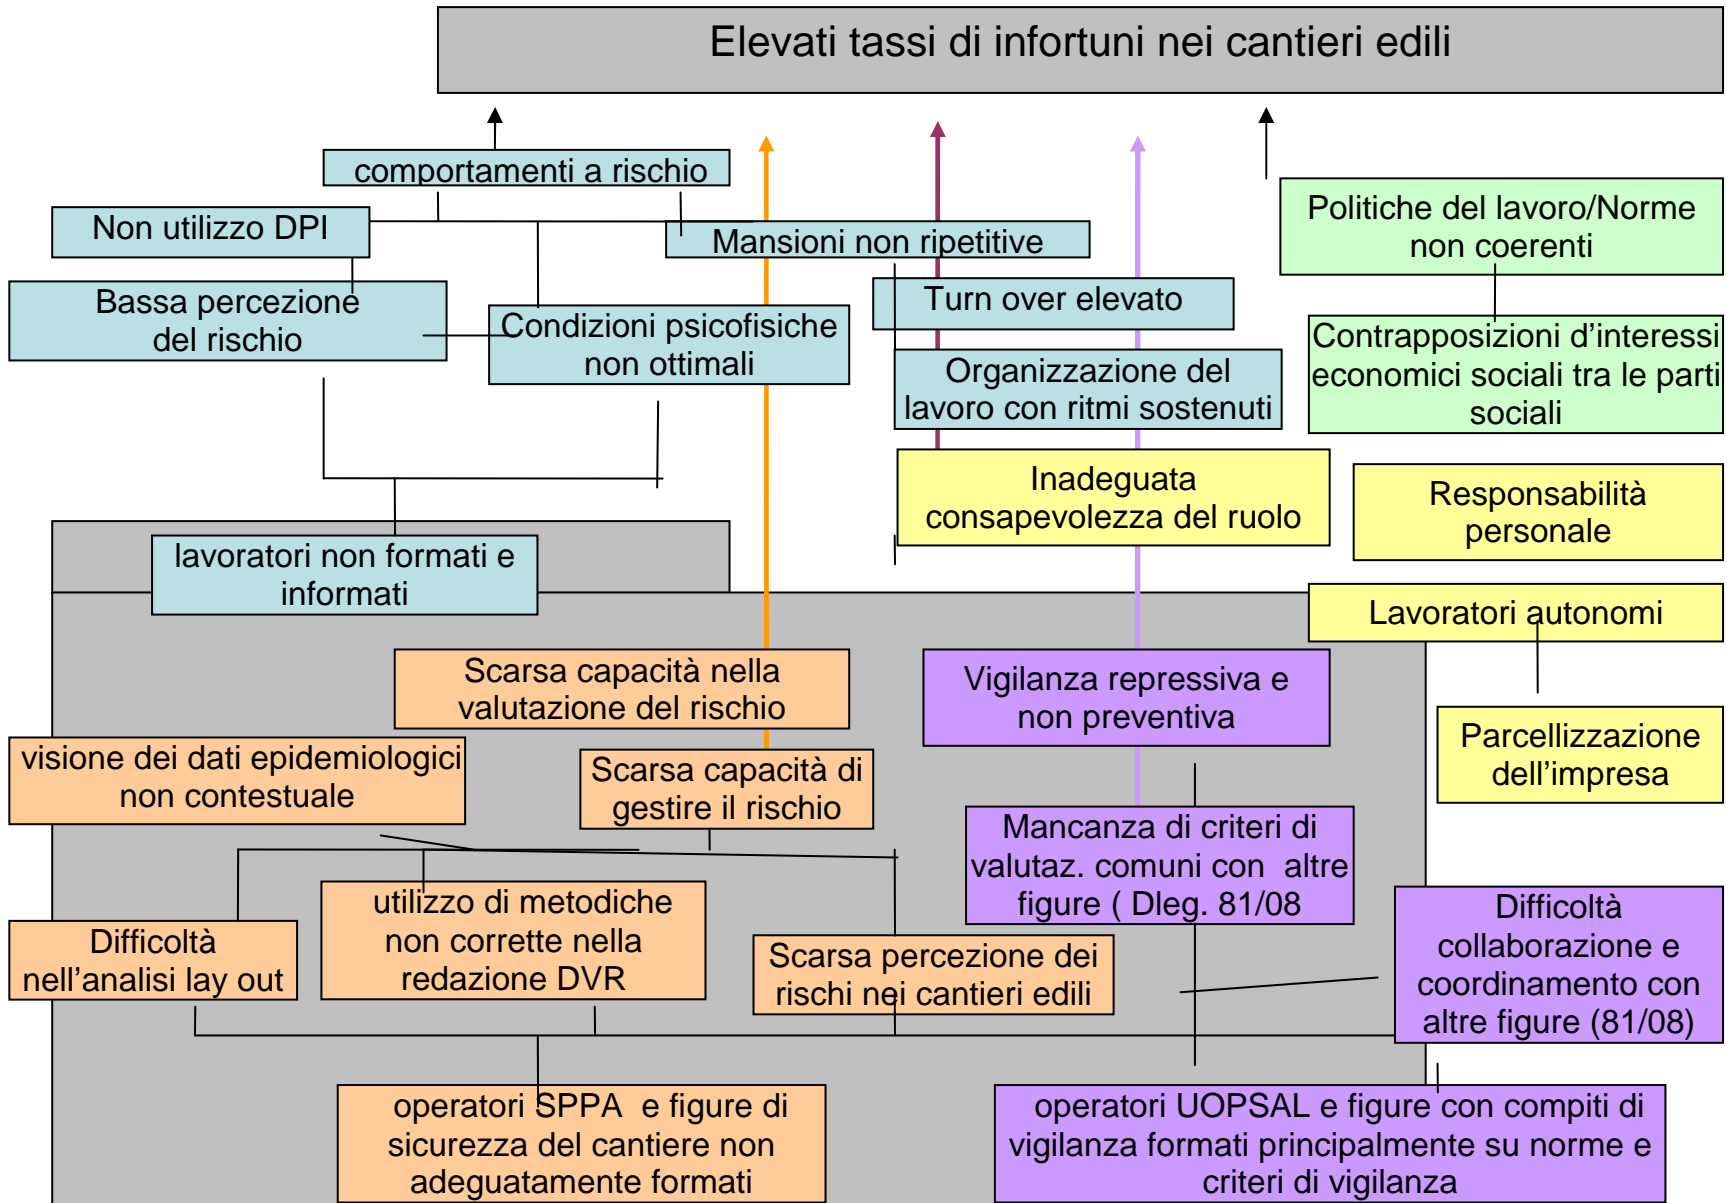 Elevati tassi di infortuni nei cantieri edili
comportamenti a rischio
Non utilizzo DPI
Mansioni non ripetitive
Politiche del lavoro/Norme
non coerenti
Bassa percezione
del rischio
Condizioni psicofisiche
non ottimali
Turn over elevato
Contrapposizioni d'interessi
economici sociali tra le parti
sociali
Organizzazione del
lavoro con ritmi sostenuti
Inadeguata
consapevolezza del ruolo
Responsabilità
personale
lavoratori non formati e
informati
Lavoratori autonomi
Scarsa capacità nella
valutazione del rischio
Vigilanza repressiva e
non preventiva
Parcellizzazione
dell'impresa
visione dei dati epidemiologici
non contestuale
Scarsa capacità di
gestire il rischio
Mancanza di criteri di
valutaz. comuni con altre
figure ( Dleg. 81/08
Difficoltà
nell'analisi lay out
utilizzo di metodiche
non corrette nella
redazione DVR
Scarsa percezione dei
rischi nei cantieri edili
Difficoltà
collaborazione e
coordinamento con
altre figure (81/08)
operatori SPPA e figure di
sicurezza del cantiere non
adeguatamente formati
operatori UOPSAL e figure con compiti di
vigilanza formati principalmente su norme e
criteri di vigilanza